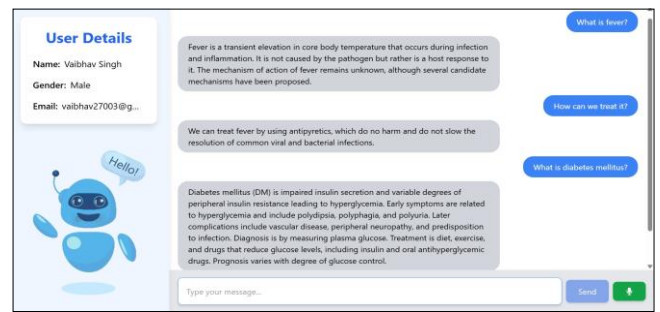 User Details
Name: Vaibhav Singh
Gender: Male
Email: vaibhav27003@g...
Hello!
What is fever?
Fever is a transient elevation in core body temperature that occurs during infection
and inflammation. It is not caused by the pathogen but rather is a host response to
it. The mechanism of action of fever remains unknown, although several candidate
mechanisms have been proposed.
How can we treat it?
We can treat fever by using antipyretics, which do no harm and do not slow the
resolution of common viral and bacterial infections.
What is diabetes mellitus?
Diabetes mellitus (DM) is impaired insulin secretion and variable degrees of
peripheral insulin resistance leading to hyperglycemia. Early symptoms are related
to hyperglycemia and include polydipsia, polyphagia, and polyuria. Later
complications include vascular disease, peripheral neuropathy, and predisposition
to infection. Diagnosis is by measuring plasma glucose. Treatment is diet, exercise,
and drugs that reduce glucose levels, including insulin and oral antihyperglycemic
drugs. Prognosis varies with degree of glucose control.
Type your message...
Send